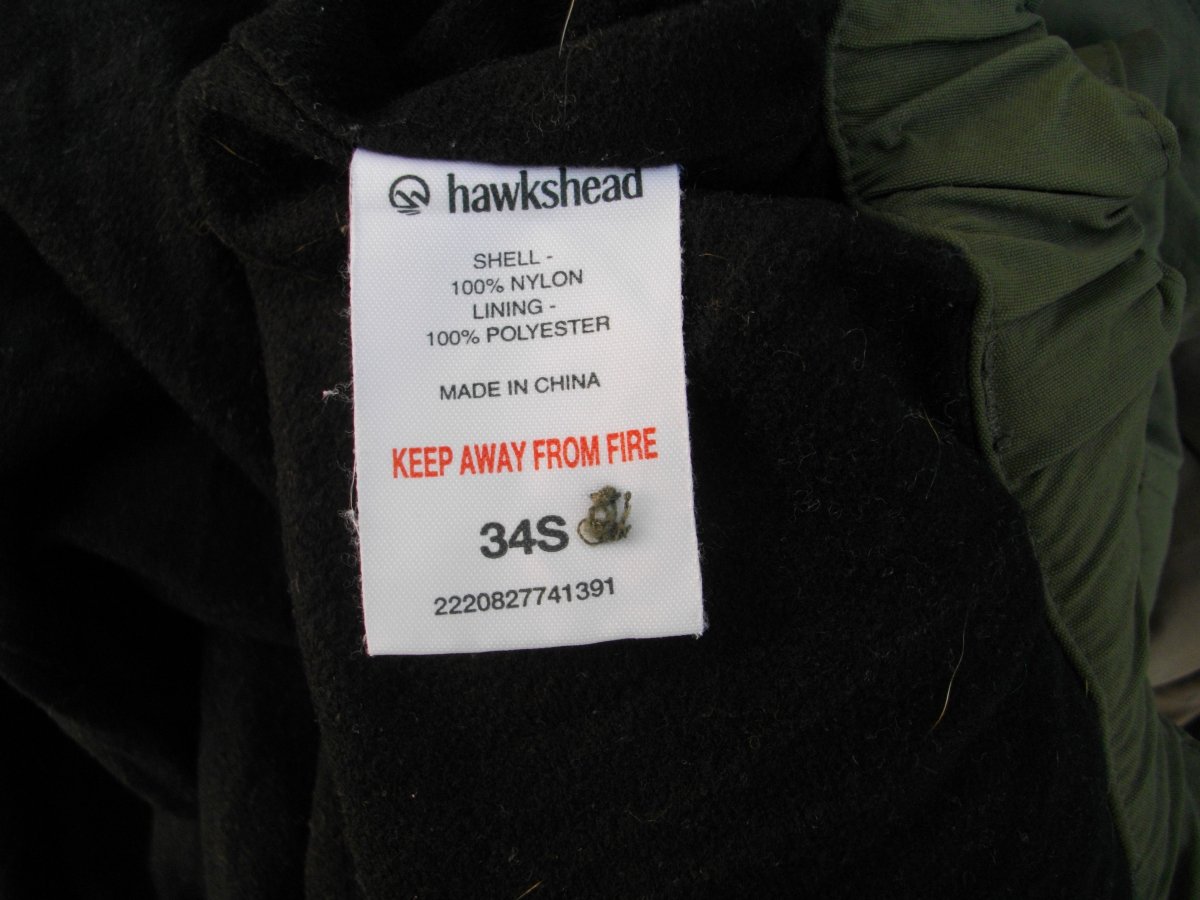 hawkshead
SHELL -
100% NYLON
LINING -
100% POLYESTER
MADE IN CHINA
KEEP AWAY FROM FIRE
34S
2220827741391